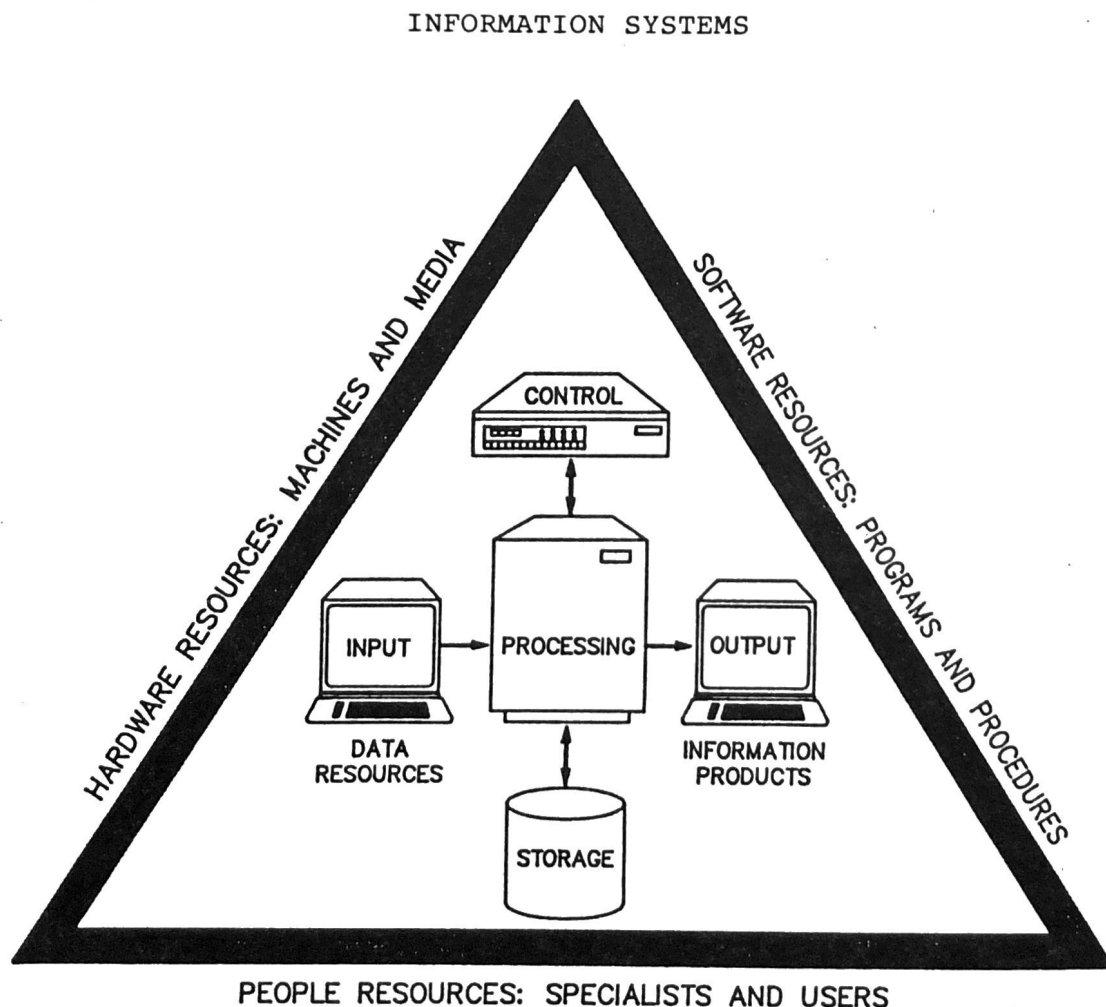 INFORMATION SYSTEMS
HARDWARE RESOURCES: MACHINES AND MEDIA
SOFTWARE RESOURCES: PROGRAMS AND PROCEDURES
CONTROL
INPUT
PROCESSING
OUTPUT
DATA
RESOURCES
INFORMATION
PRODUCTS
STORAGE
PEOPLE RESOURCES: SPECIALISTS AND USERS